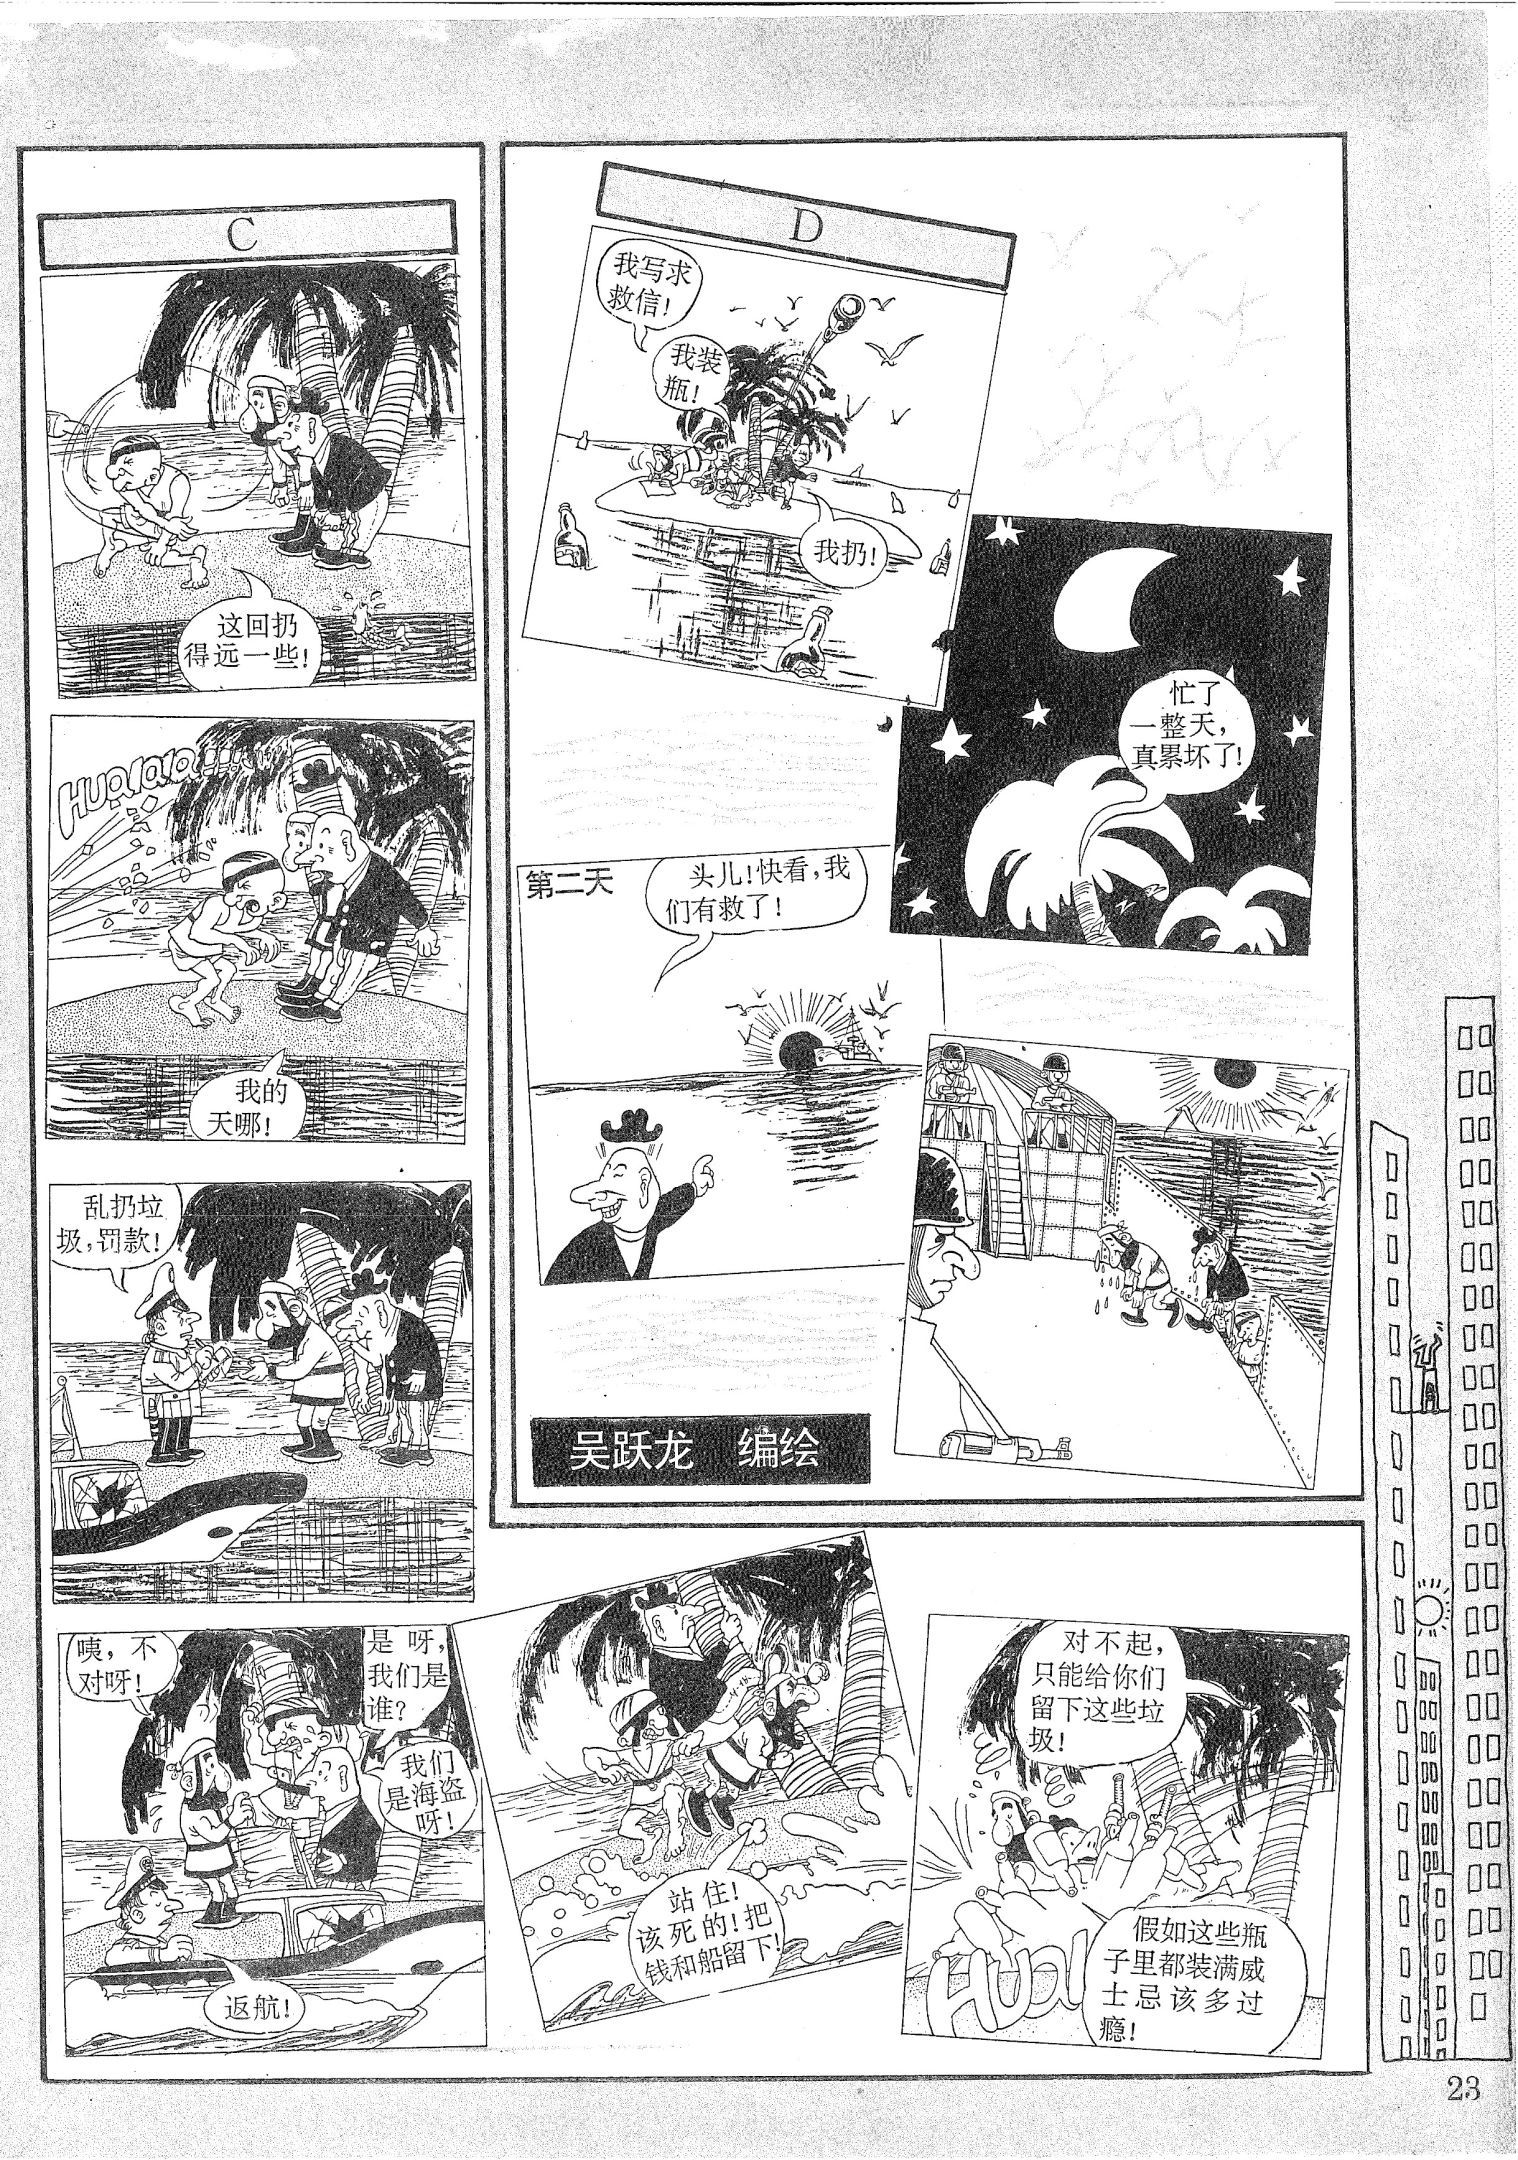 C
这回扔
得远一些！
HUalala!!!!
我的
天哪！
乱扔垃
圾，罚款！
咦，不
对呀！
是呀，
我们是
谁？
我们
是海盗
呀！
返航！
站住！
该死的！把
钱和船留下！
对不起，
只能给你们
留下这些垃
圾！
HUal
假如这些瓶
子里都装满威
士忌该多过
瘾！
D
我写求
救信！
我装
瓶！
我扔！
忙了
一整天，
真累坏了！
第二天
头儿！快看，我
们有救了！
吴跃龙 编绘
23